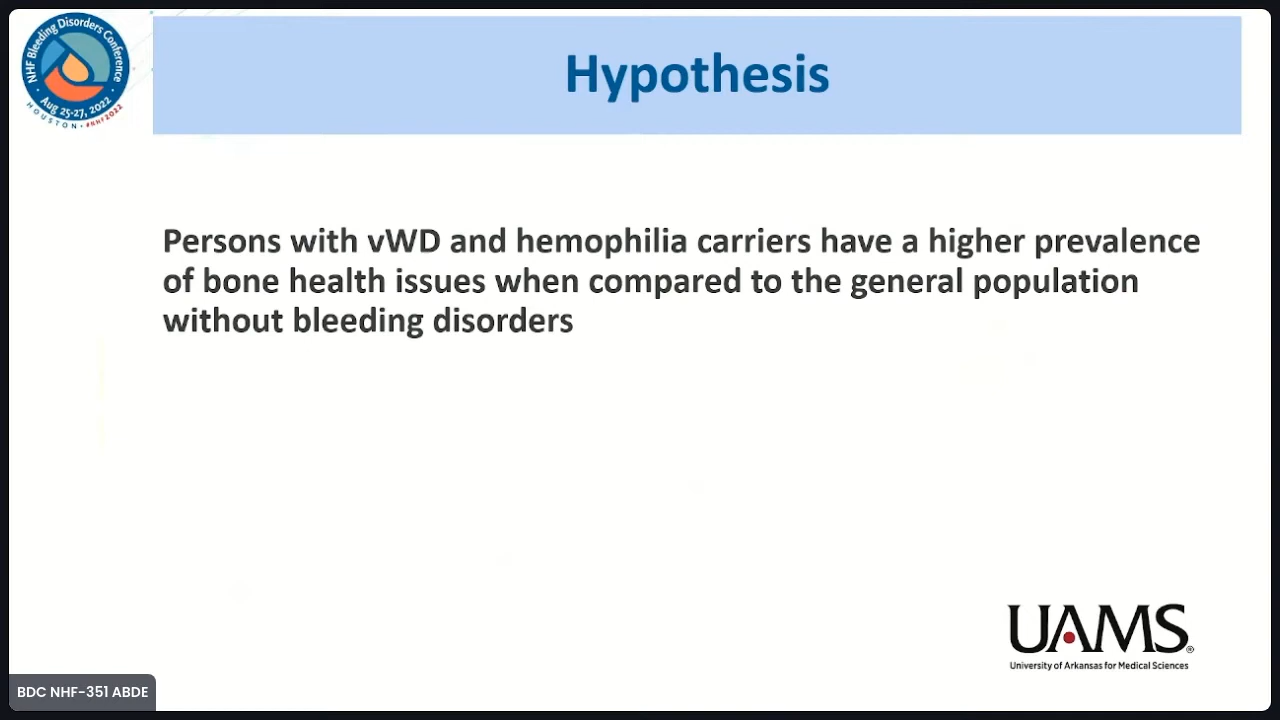 NHF Bleeding Disorders Conference
Aug 25-27, 2022
HOUSTON • #NHF2022
Hypothesis
Persons with vWD and hemophilia carriers have a higher prevalence
of bone health issues when compared to the general population
without bleeding disorders
UAMS®
University of Arkansas for Medical Sciences
BDC NHF-351 ABDE